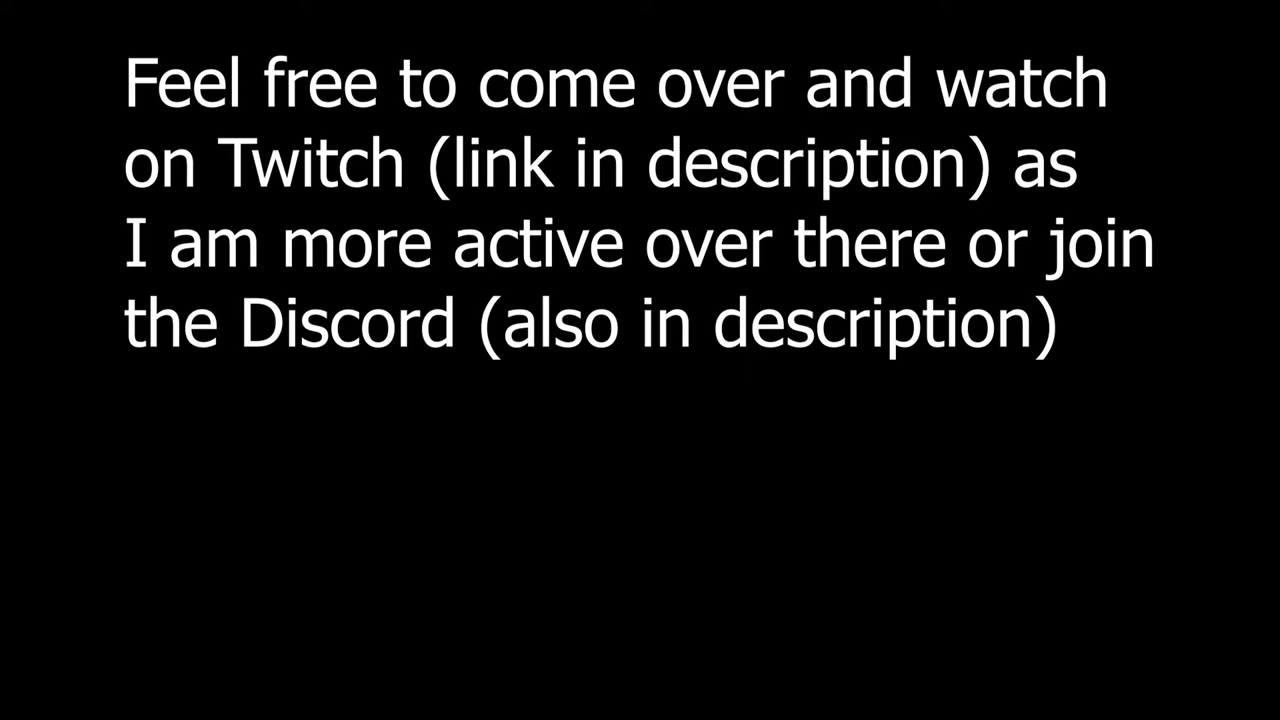 Feel free to come over and watch
on Twitch (link in description) as
I am more active over there or join
the Discord (also in description)